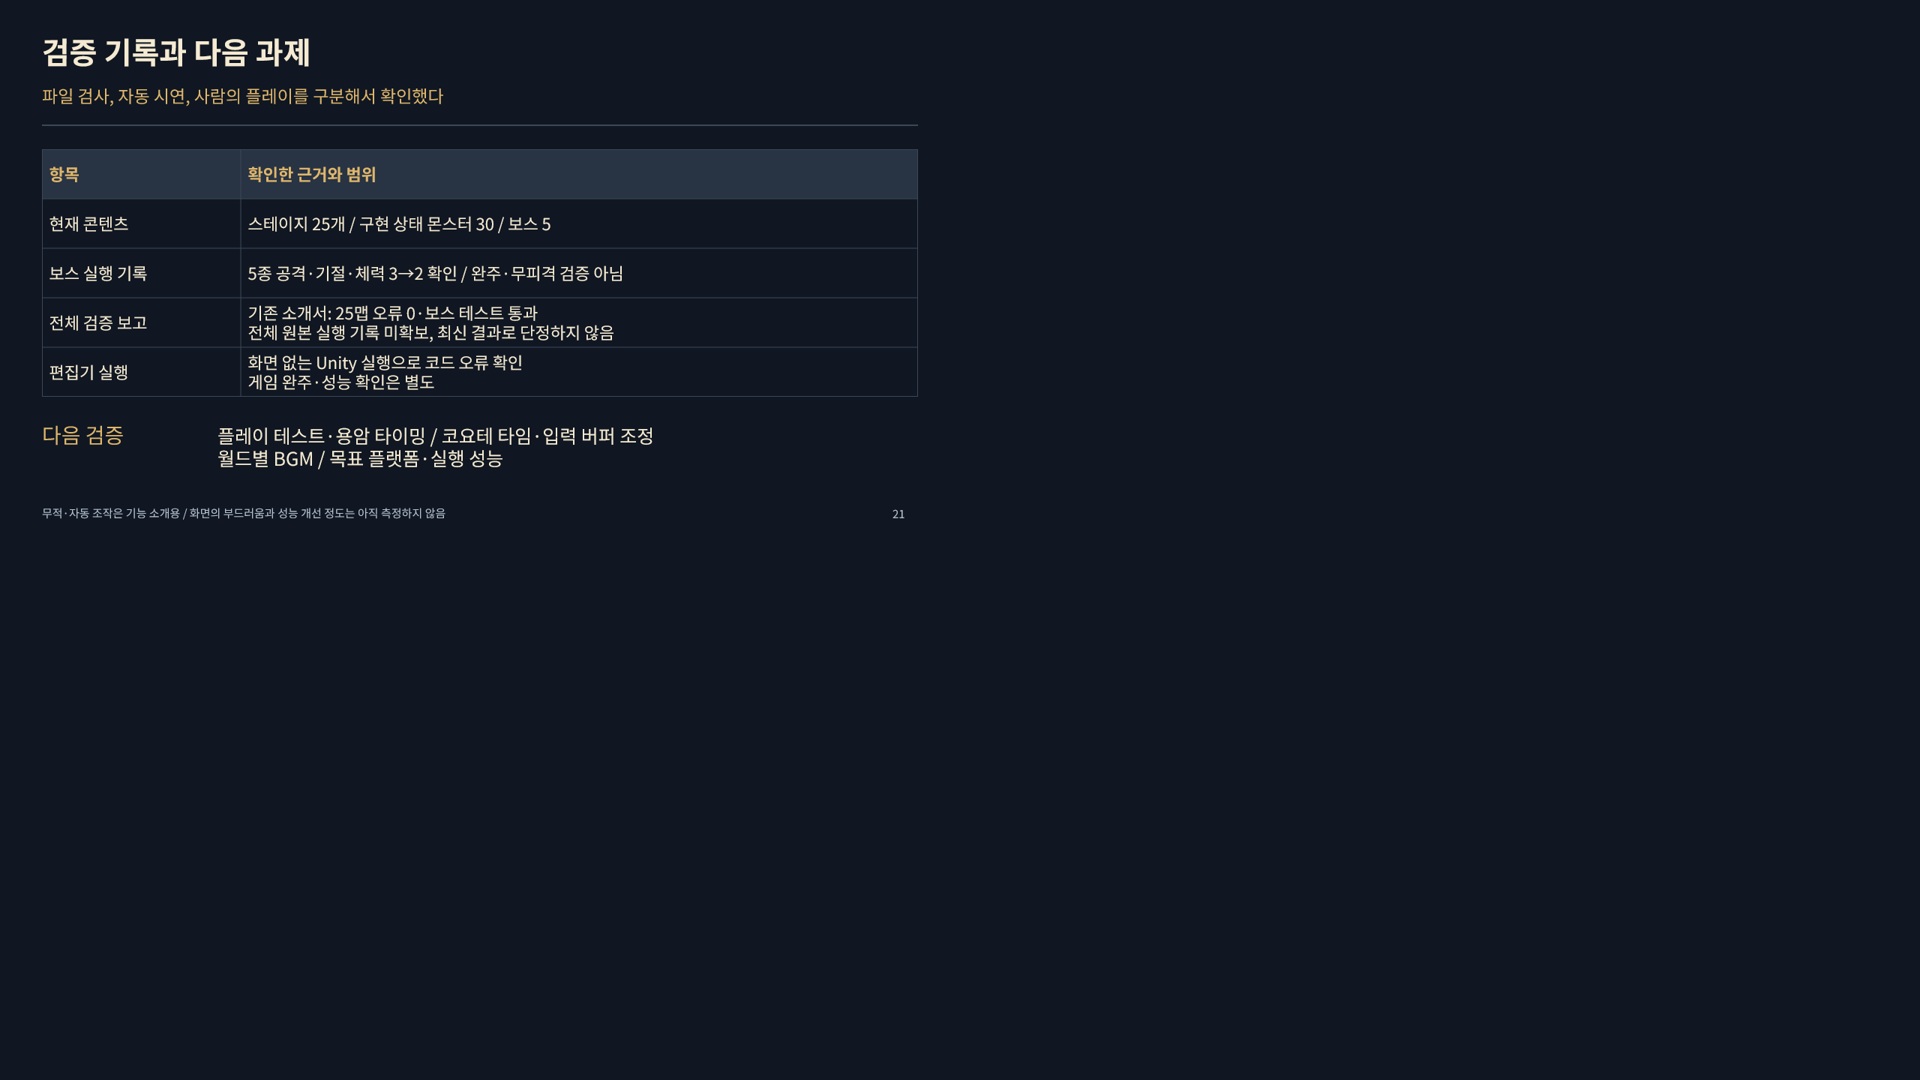 검증 기록과 다음 과제
파일 검사, 자동 시연, 사람의 플레이를 구분해서 확인했다
항목
확인한 근거와 범위
현재 콘텐츠
스테이지 25개 / 구현 상태 몬스터 30 / 보스 5
보스 실행 기록
5종 공격·기절·체력 3→2 확인 / 완주·무피격 검증 아님
전체 검증 보고
기존 소개서: 25맵 오류 0·보스 테스트 통과
전체 원본 실행 기록 미확보, 최신 결과로 단정하지 않음
편집기 실행
화면 없는 Unity 실행으로 코드 오류 확인
게임 완주·성능 확인은 별도
다음 검증
플레이 테스트·용암 타이밍 / 코요테 타임·입력 버퍼 조정
월드별 BGM / 목표 플랫폼·실행 성능
무적·자동 조작은 기능 소개용 / 화면의 부드러움과 성능 개선 정도는 아직 측정하지 않음
21